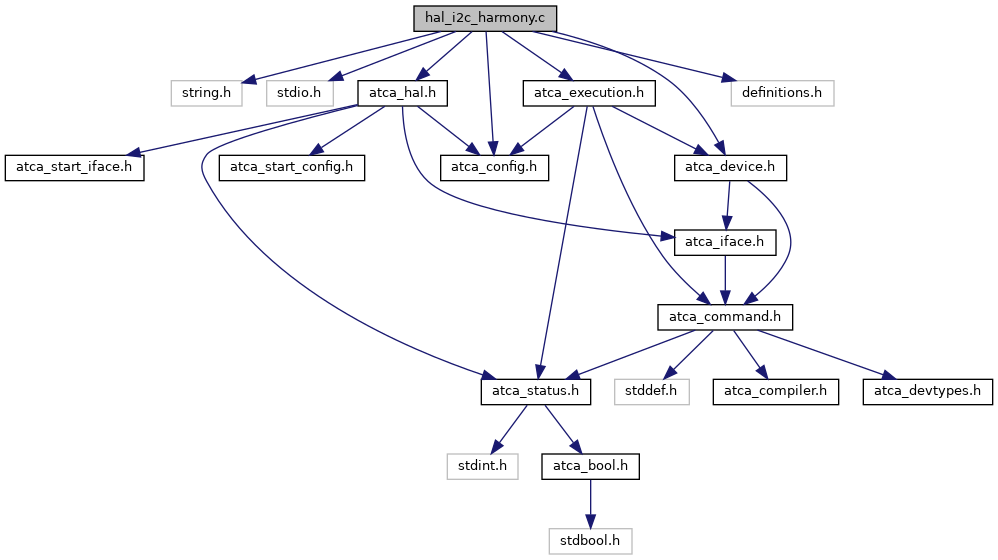 hal_i2c_harmony.c
string.h
stdio.h
atca_hal.h
atca_execution.h
definitions.h
atca_start_iface.h
atca_start_config.h
atca_config.h
atca_device.h
atca_iface.h
atca_command.h
atca_status.h
stddef.h
atca_compiler.h
atca_devtypes.h
stdint.h
atca_bool.h
stdbool.h